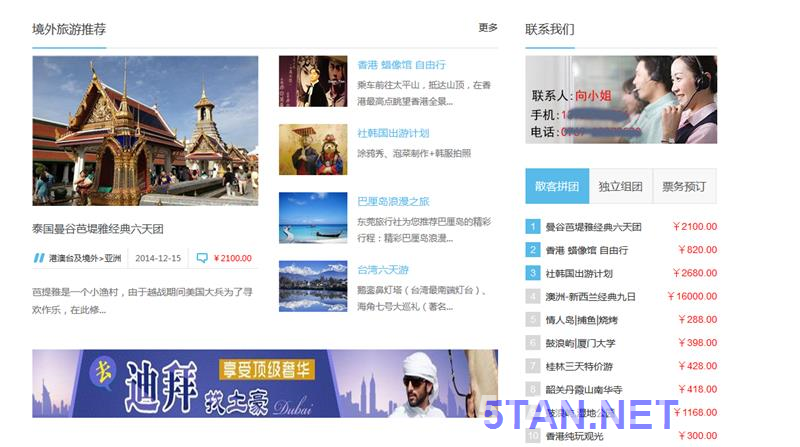 境外旅游推荐
更多
泰国曼谷芭堤雅经典六天团
港澳台及境外>亚洲
2014-12-15
￥2100.00
芭提雅是一个小渔村，由于越战期间美国大兵为了寻
欢作乐，在此修...
香港 蜡像馆 自由行
乘车前往太平山，抵达山顶，在香
港最高点眺望香港全景...
社韩国出游计划
涂鸦秀、泡菜制作+韩服拍照
巴厘岛浪漫之旅
东莞旅行社为您推荐巴厘岛的精彩
行程：精彩巴厘岛浪漫...
台湾六天游
鹅銮鼻灯塔（台湾最南端灯台）、
海角七号大巡礼（著名...
去 迪拜 找土豪
享受顶级奢华
Dubai
联系我们
联系人:向小姐
手机:
电话:
散客拼团
独立组团
票务预订
1 曼谷芭堤雅经典六天团 ￥2100.00
2 香港 蜡像馆 自由行 ￥820.00
3 社韩国出游计划 ￥2680.00
4 澳洲-新西兰经典九日 ￥16000.00
5 情人岛|捕鱼|烧烤 ￥288.00
6 鼓浪屿|厦门大学 ￥398.00
7 桂林三天特价游 ￥428.00
8 韶关丹霞山南华寺 ￥418.00
鼓浪屿 湿地公 ￥1168.00
10 香港纯玩观光 ￥300.00
5TAN.NET